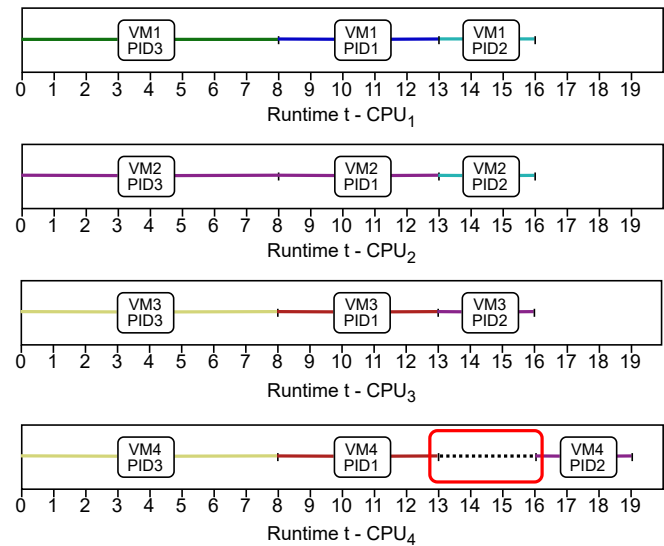 VM1 PID3 VM1 PID1 VM1 PID2
0 1 2 3 4 5 6 7 8 9 10 11 12 13 14 15 16 17 18 19
Runtime t - CPU1
VM2 PID3 VM2 PID1 VM2 PID2
0 1 2 3 4 5 6 7 8 9 10 11 12 13 14 15 16 17 18 19
Runtime t - CPU2
VM3 PID3 VM3 PID1 VM3 PID2
0 1 2 3 4 5 6 7 8 9 10 11 12 13 14 15 16 17 18 19
Runtime t - CPU3
VM4 PID3 VM4 PID1 VM4 PID2
0 1 2 3 4 5 6 7 8 9 10 11 12 13 14 15 16 17 18 19
Runtime t - CPU4